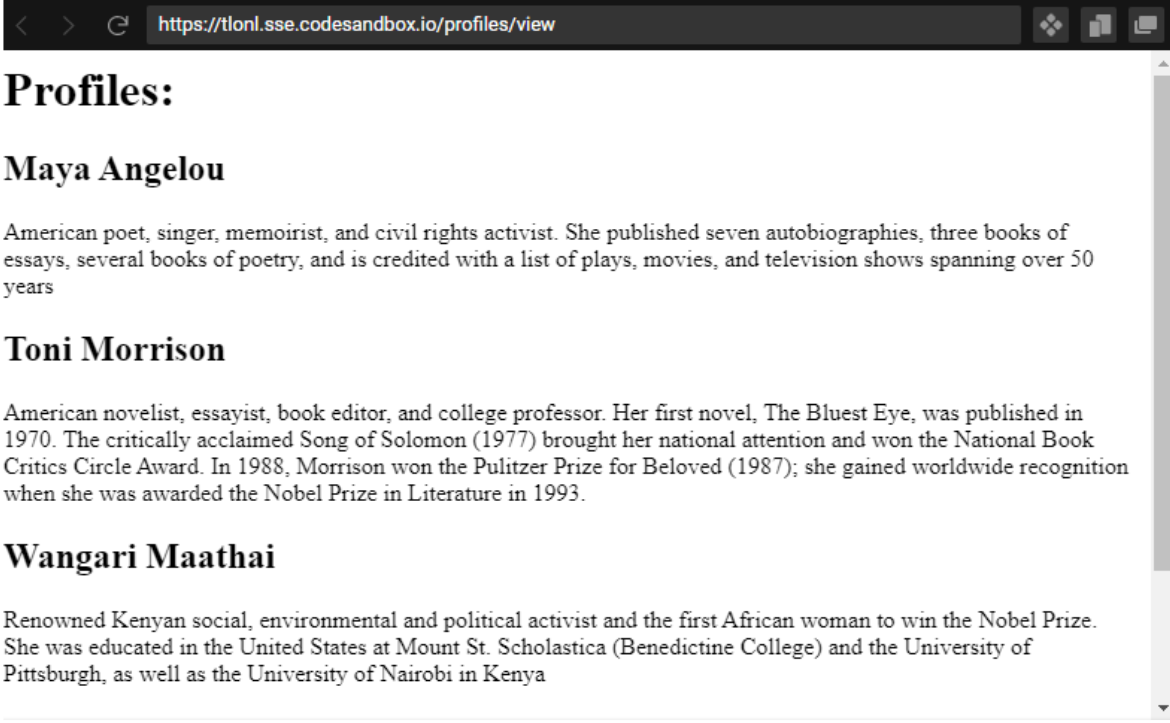 https://tlonl.sse.codesandbox.io/profiles/view
Profiles:
Maya Angelou
American poet, singer, memoirist, and civil rights activist. She published seven autobiographies, three books of
essays, several books of poetry, and is credited with a list of plays, movies, and television shows spanning over 50
years
Toni Morrison
American novelist, essayist, book editor, and college professor. Her first novel, The Bluest Eye, was published in
1970. The critically acclaimed Song of Solomon (1977) brought her national attention and won the National Book
Critics Circle Award. In 1988, Morrison won the Pulitzer Prize for Beloved (1987); she gained worldwide recognition
when she was awarded the Nobel Prize in Literature in 1993.
Wangari Maathai
Renowned Kenyan social, environmental and political activist and the first African woman to win the Nobel Prize.
She was educated in the United States at Mount St. Scholastica (Benedictine College) and the University of
Pittsburgh, as well as the University of Nairobi in Kenya